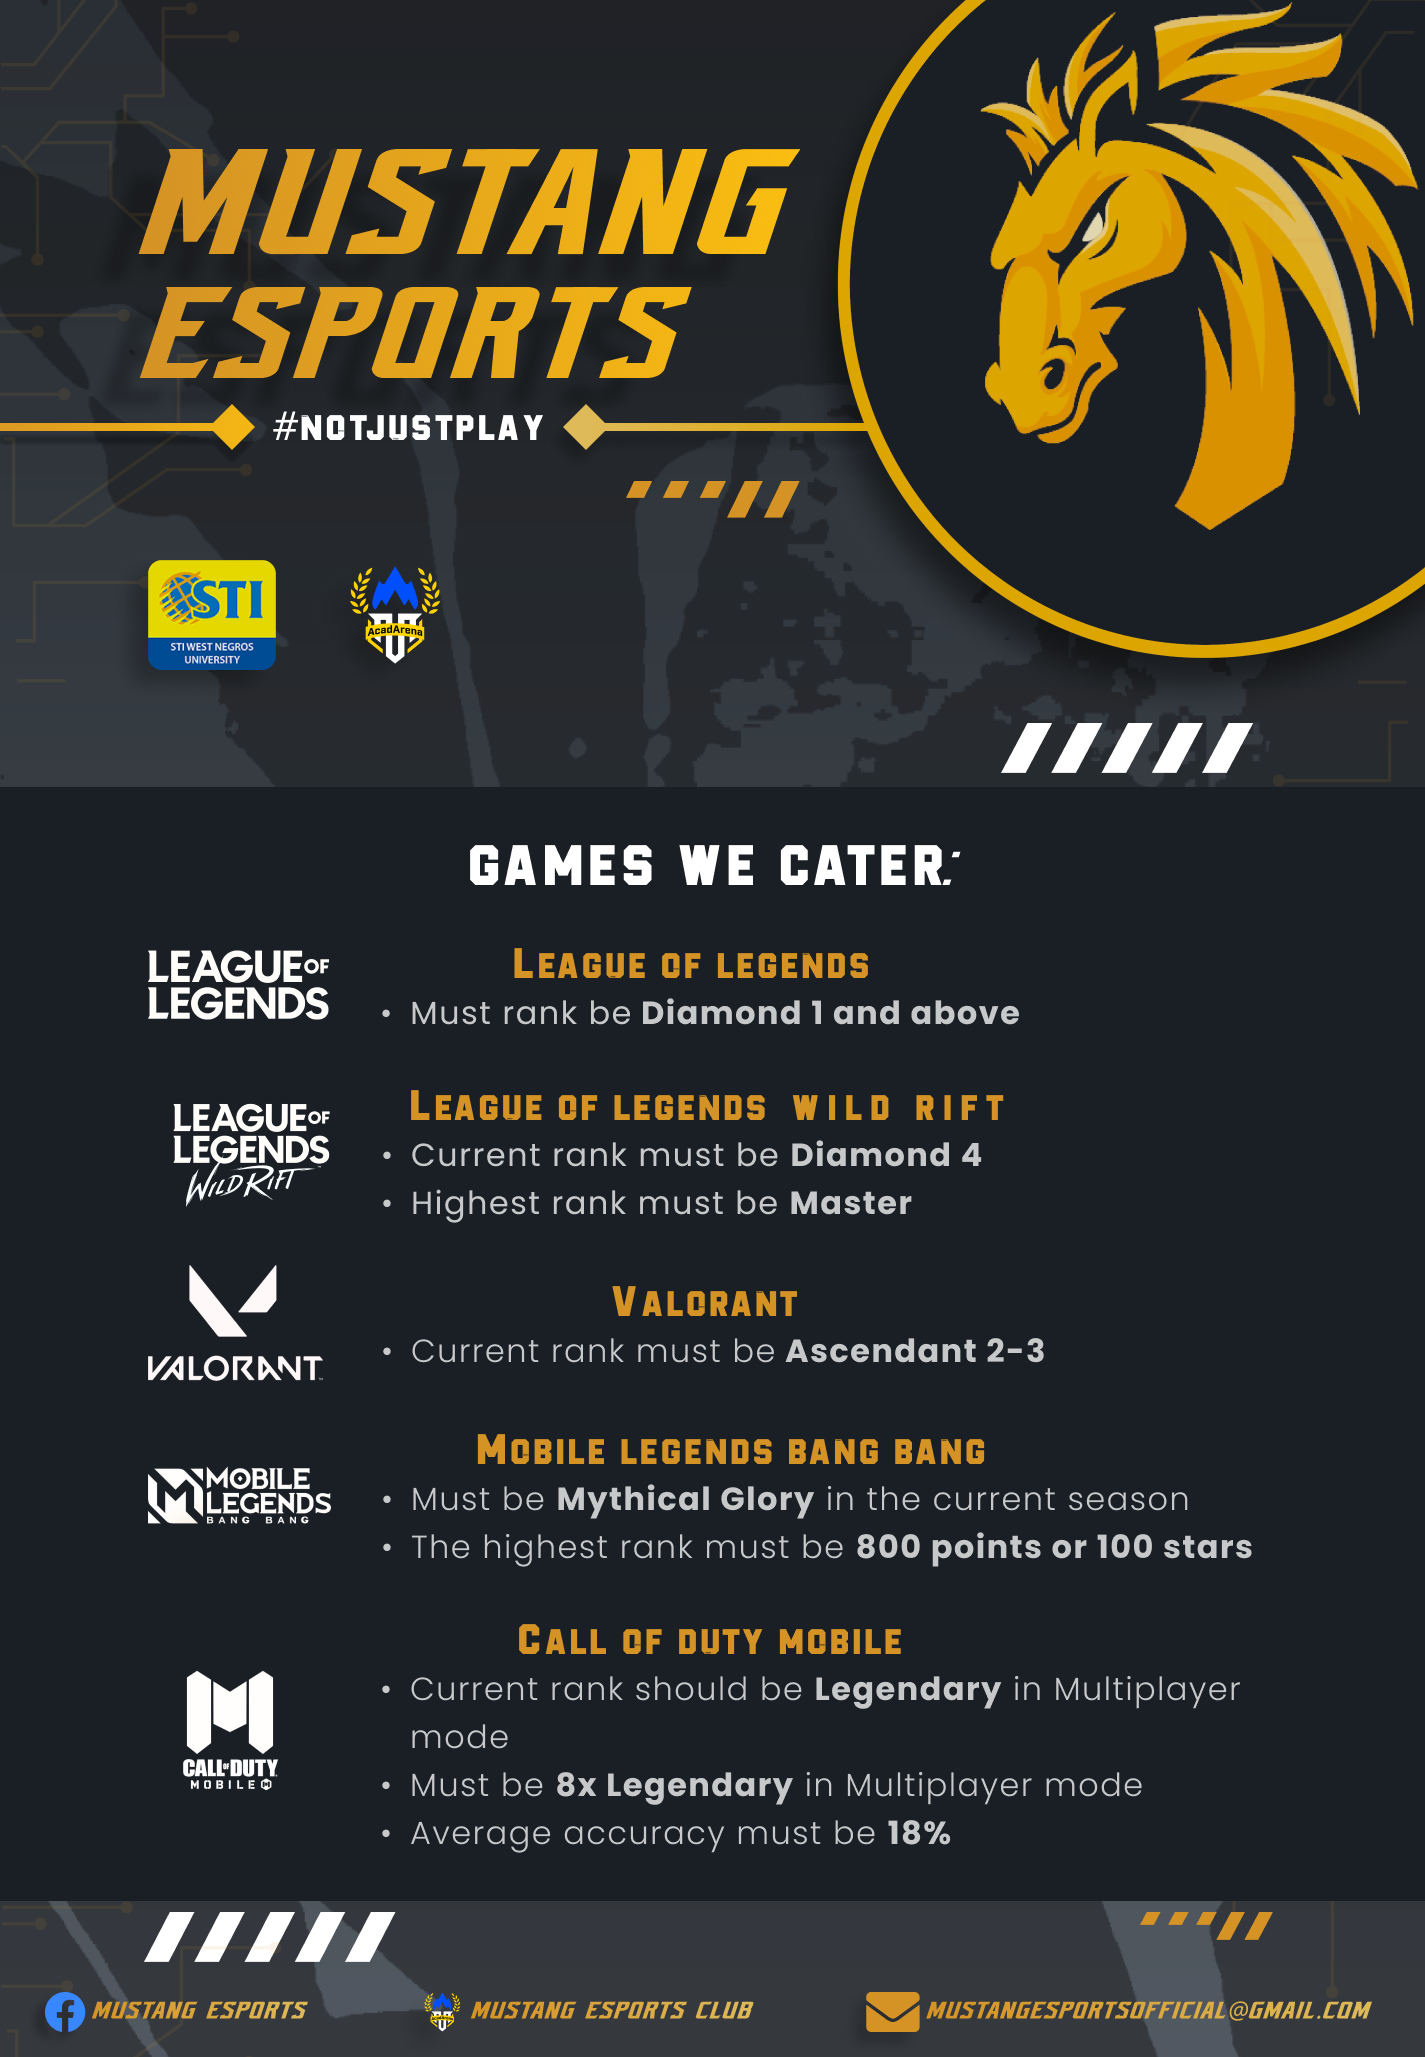 MUSTANG
ESPORTS
#NOTJUSTPLAY
STI
STI WEST NEGROS
UNIVERSITY
AcadArena
GAMES WE CATER:
LEAGUE OF
LEGENDS
LEAGUE OF LEGENDS
• Must rank be Diamond 1 and above
LEAGUE OF
LEGENDS
WILD RIFT
LEAGUE OF LEGENDS WILD RIFT
• Current rank must be Diamond 4
• Highest rank must be Master
VALORANT
VALORANT
• Current rank must be Ascendant 2-3
MOBILE
LEGENDS
BANG BANG
MOBILE LEGENDS BANG BANG
• Must be Mythical Glory in the current season
• The highest rank must be 800 points or 100 stars
CALL OF DUTY
MOBILE
CALL OF DUTY MOBILE
• Current rank should be Legendary in Multiplayer
mode
• Must be 8x Legendary in Multiplayer mode
• Average accuracy must be 18%
MUSTANG ESPORTS
MUSTANG ESPORTS CLUB
MUSTANGESPORTSOFFICIAL@GMAIL.COM